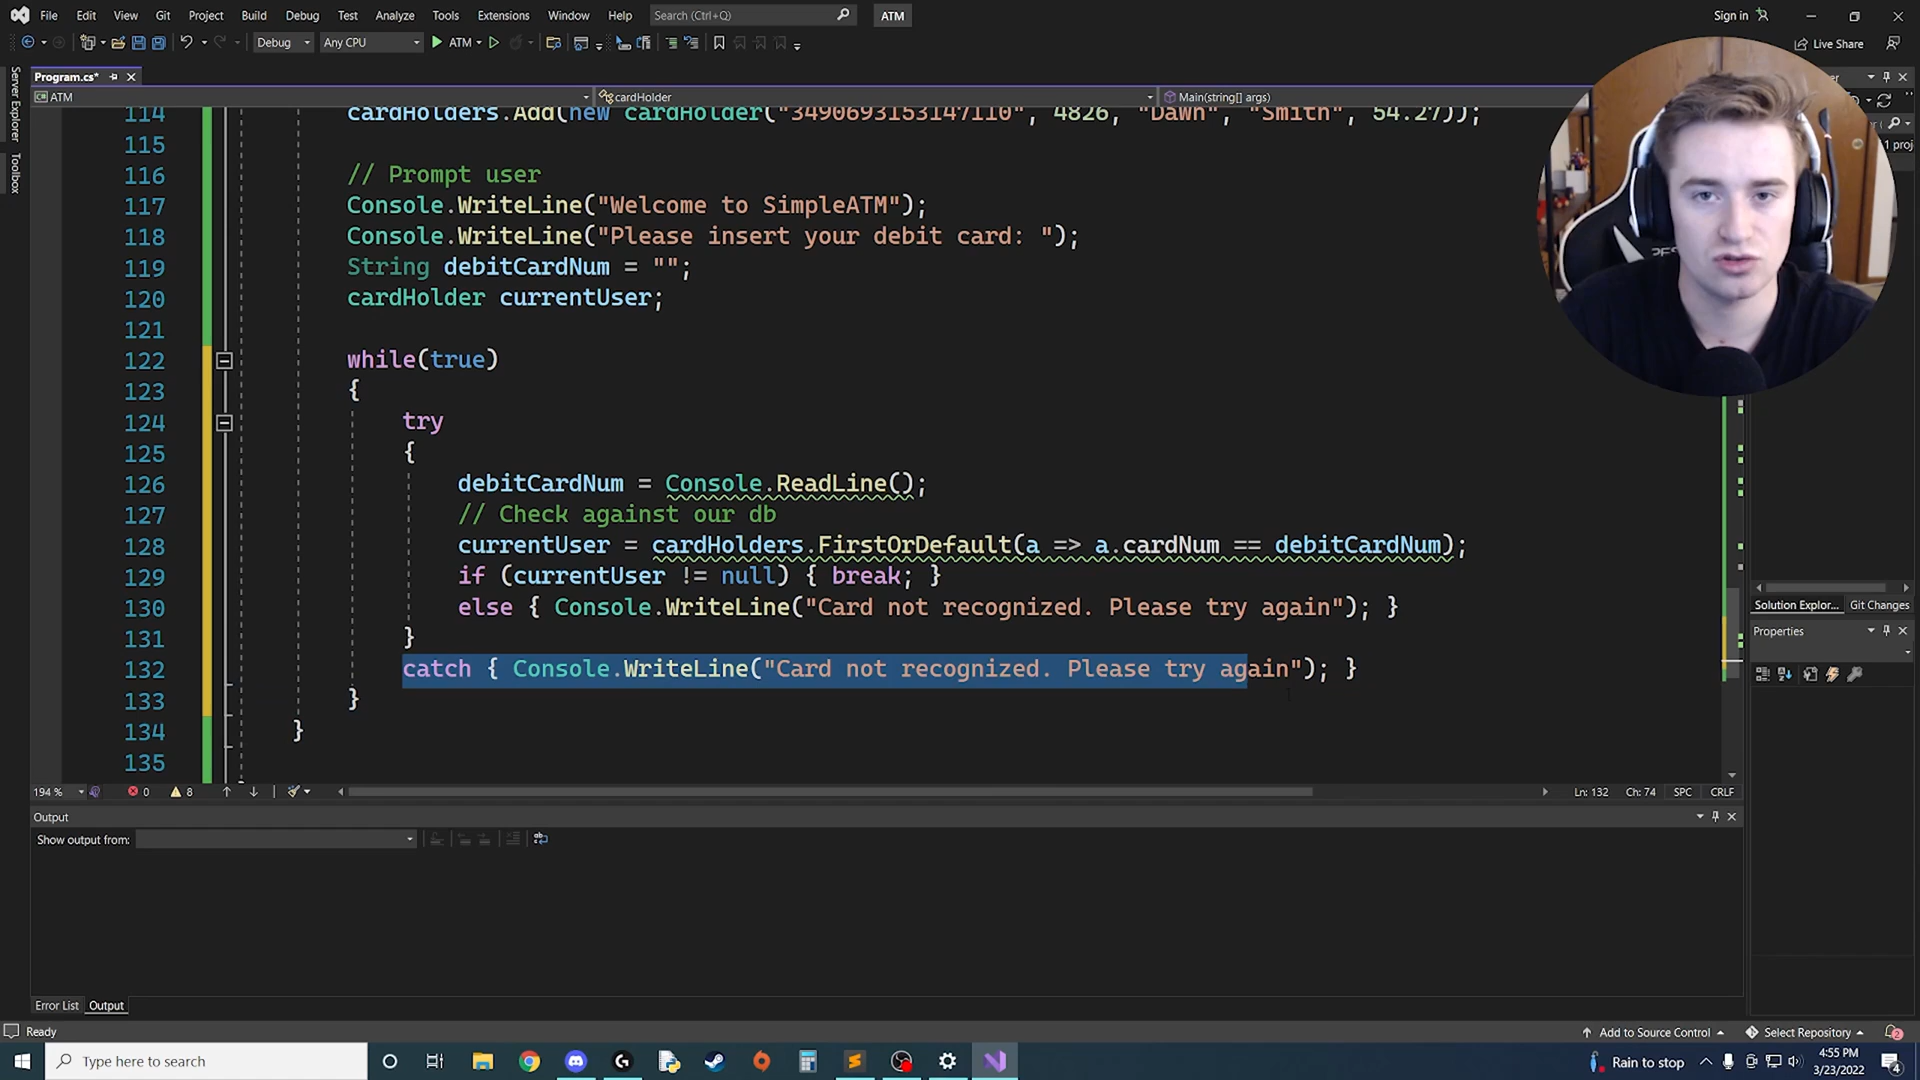 File Edit View Git Project Build Debug Test Analyze Tools Extensions Window Help Search (Ctrl+Q) ATM Sign in
Debug Any CPU ATM Live Share
Program.cs*
ATM cardHolder Main(string[] args)
Server Explorer
Toolbox
114 cardHolders.Add(new cardHolder("3490693153147110", 4826, "Dawn", "Smith", 54.27));
115
116 // Prompt user
117 Console.WriteLine("Welcome to SimpleATM");
118 Console.WriteLine("Please insert your debit card: ");
119 String debitCardNum = "";
120 cardHolder currentUser;
121
122 while(true)
123 {
124 try
125 {
126 debitCardNum = Console.ReadLine();
127 // Check against our db
128 currentUser = cardHolders.FirstOrDefault(a => a.cardNum == debitCardNum);
129 if (currentUser != null) { break; }
130 else { Console.WriteLine("Card not recognized. Please try again"); }
131 }
132 catch { Console.WriteLine("Card not recognized. Please try again"); }
133 }
134 }
135
194 % 0 8 Ln: 132 Ch: 74 SPC CRLF
Output
Show output from:
Error List Output
1 proj
Solution Explor... Git Changes
Properties
Ready Add to Source Control Select Repository 2
Type here to search Rain to stop 4:55 PM
3/23/2022 4